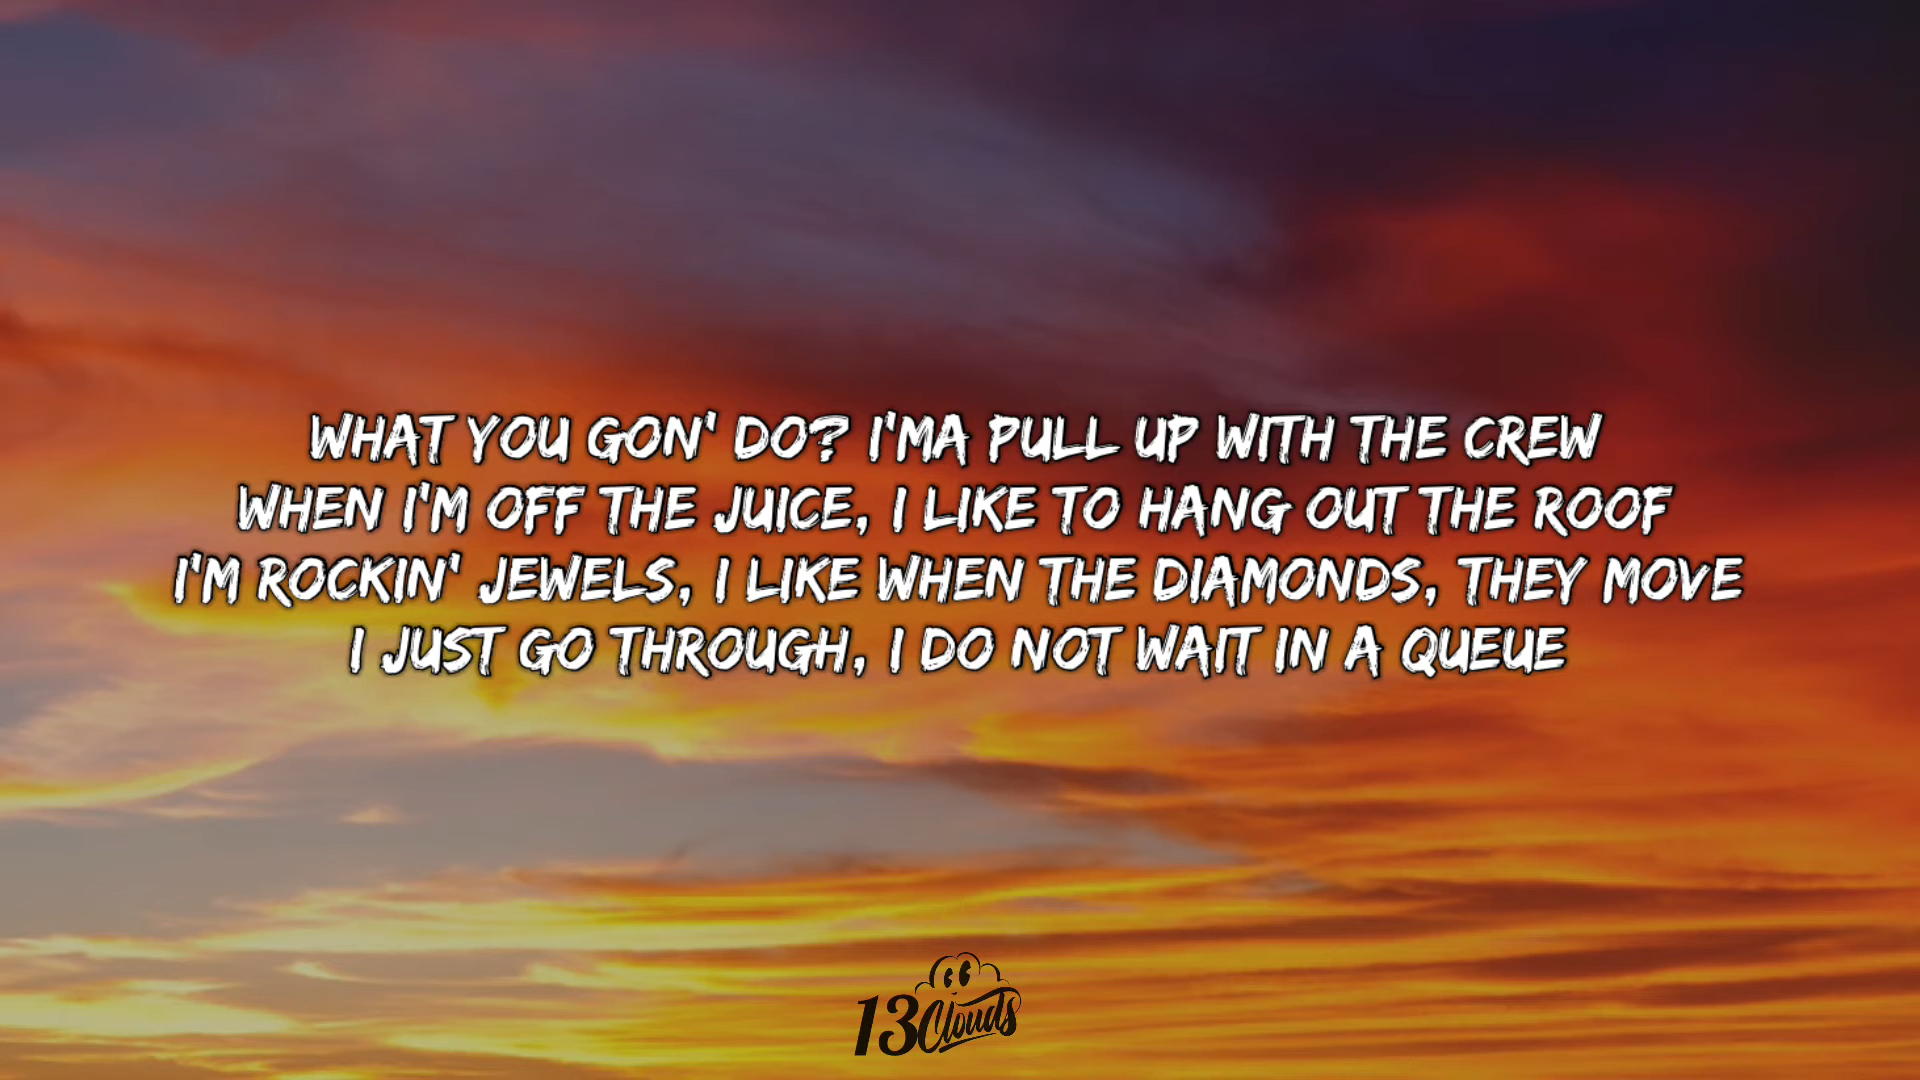 WHAT YOU GON' DO? I'MA PULL UP WITH THE CREW
WHEN I'M OFF THE JUICE, I LIKE TO HANG OUT THE ROOF
I'M ROCKIN' JEWELS, I LIKE WHEN THE DIAMONDS, THEY MOVE
I JUST GO THROUGH, I DO NOT WAIT IN A QUEUE
13Clouds